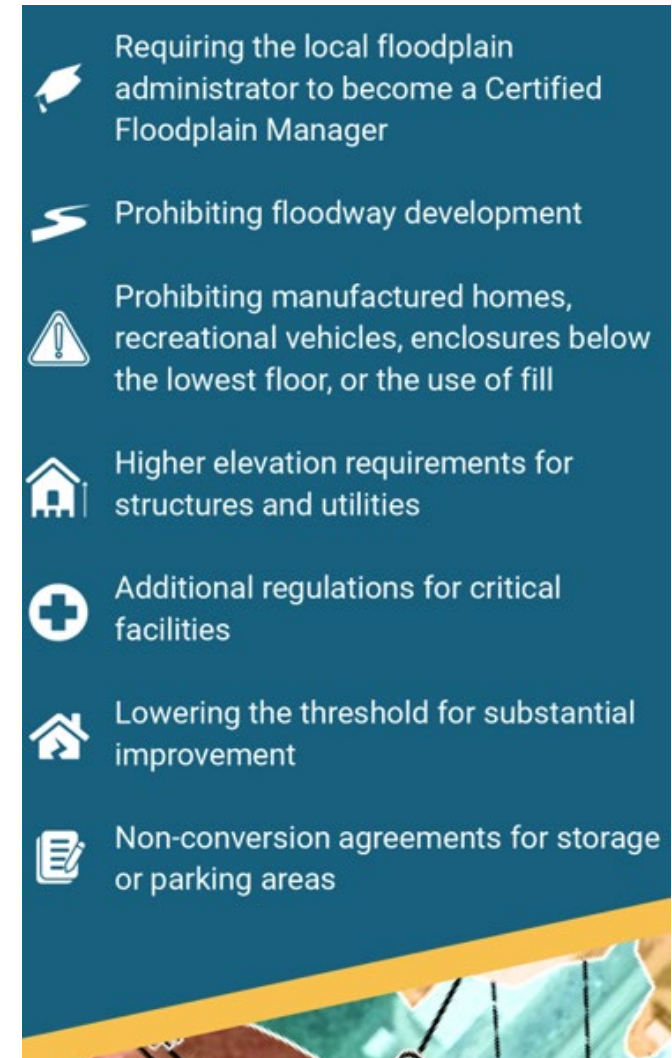 Requiring the local floodplain
administrator to become a Certified
Floodplain Manager
Prohibiting floodway development
Prohibiting manufactured homes,
recreational vehicles, enclosures below
the lowest floor, or the use of fill
Higher elevation requirements for
structures and utilities
Additional regulations for critical
facilities
Lowering the threshold for substantial
improvement
Non-conversion agreements for storage
or parking areas